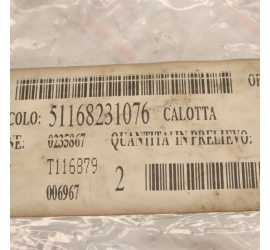 COLO: 51168231076 CALOTTA
SE: 0235867 QUANTITA IN PRELIEVO:
T116879 2
006967